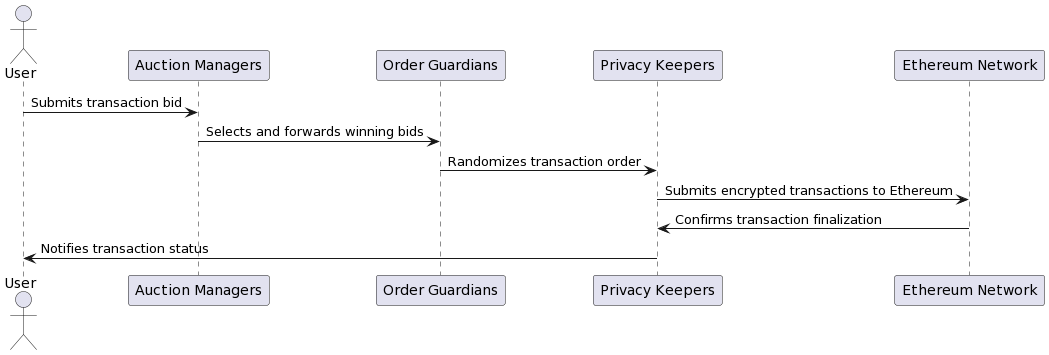 User
Auction Managers
Order Guardians
Privacy Keepers
Ethereum Network
Submits transaction bid
Selects and forwards winning bids
Randomizes transaction order
Submits encrypted transactions to Ethereum
Confirms transaction finalization
Notifies transaction status
User
Auction Managers
Order Guardians
Privacy Keepers
Ethereum Network